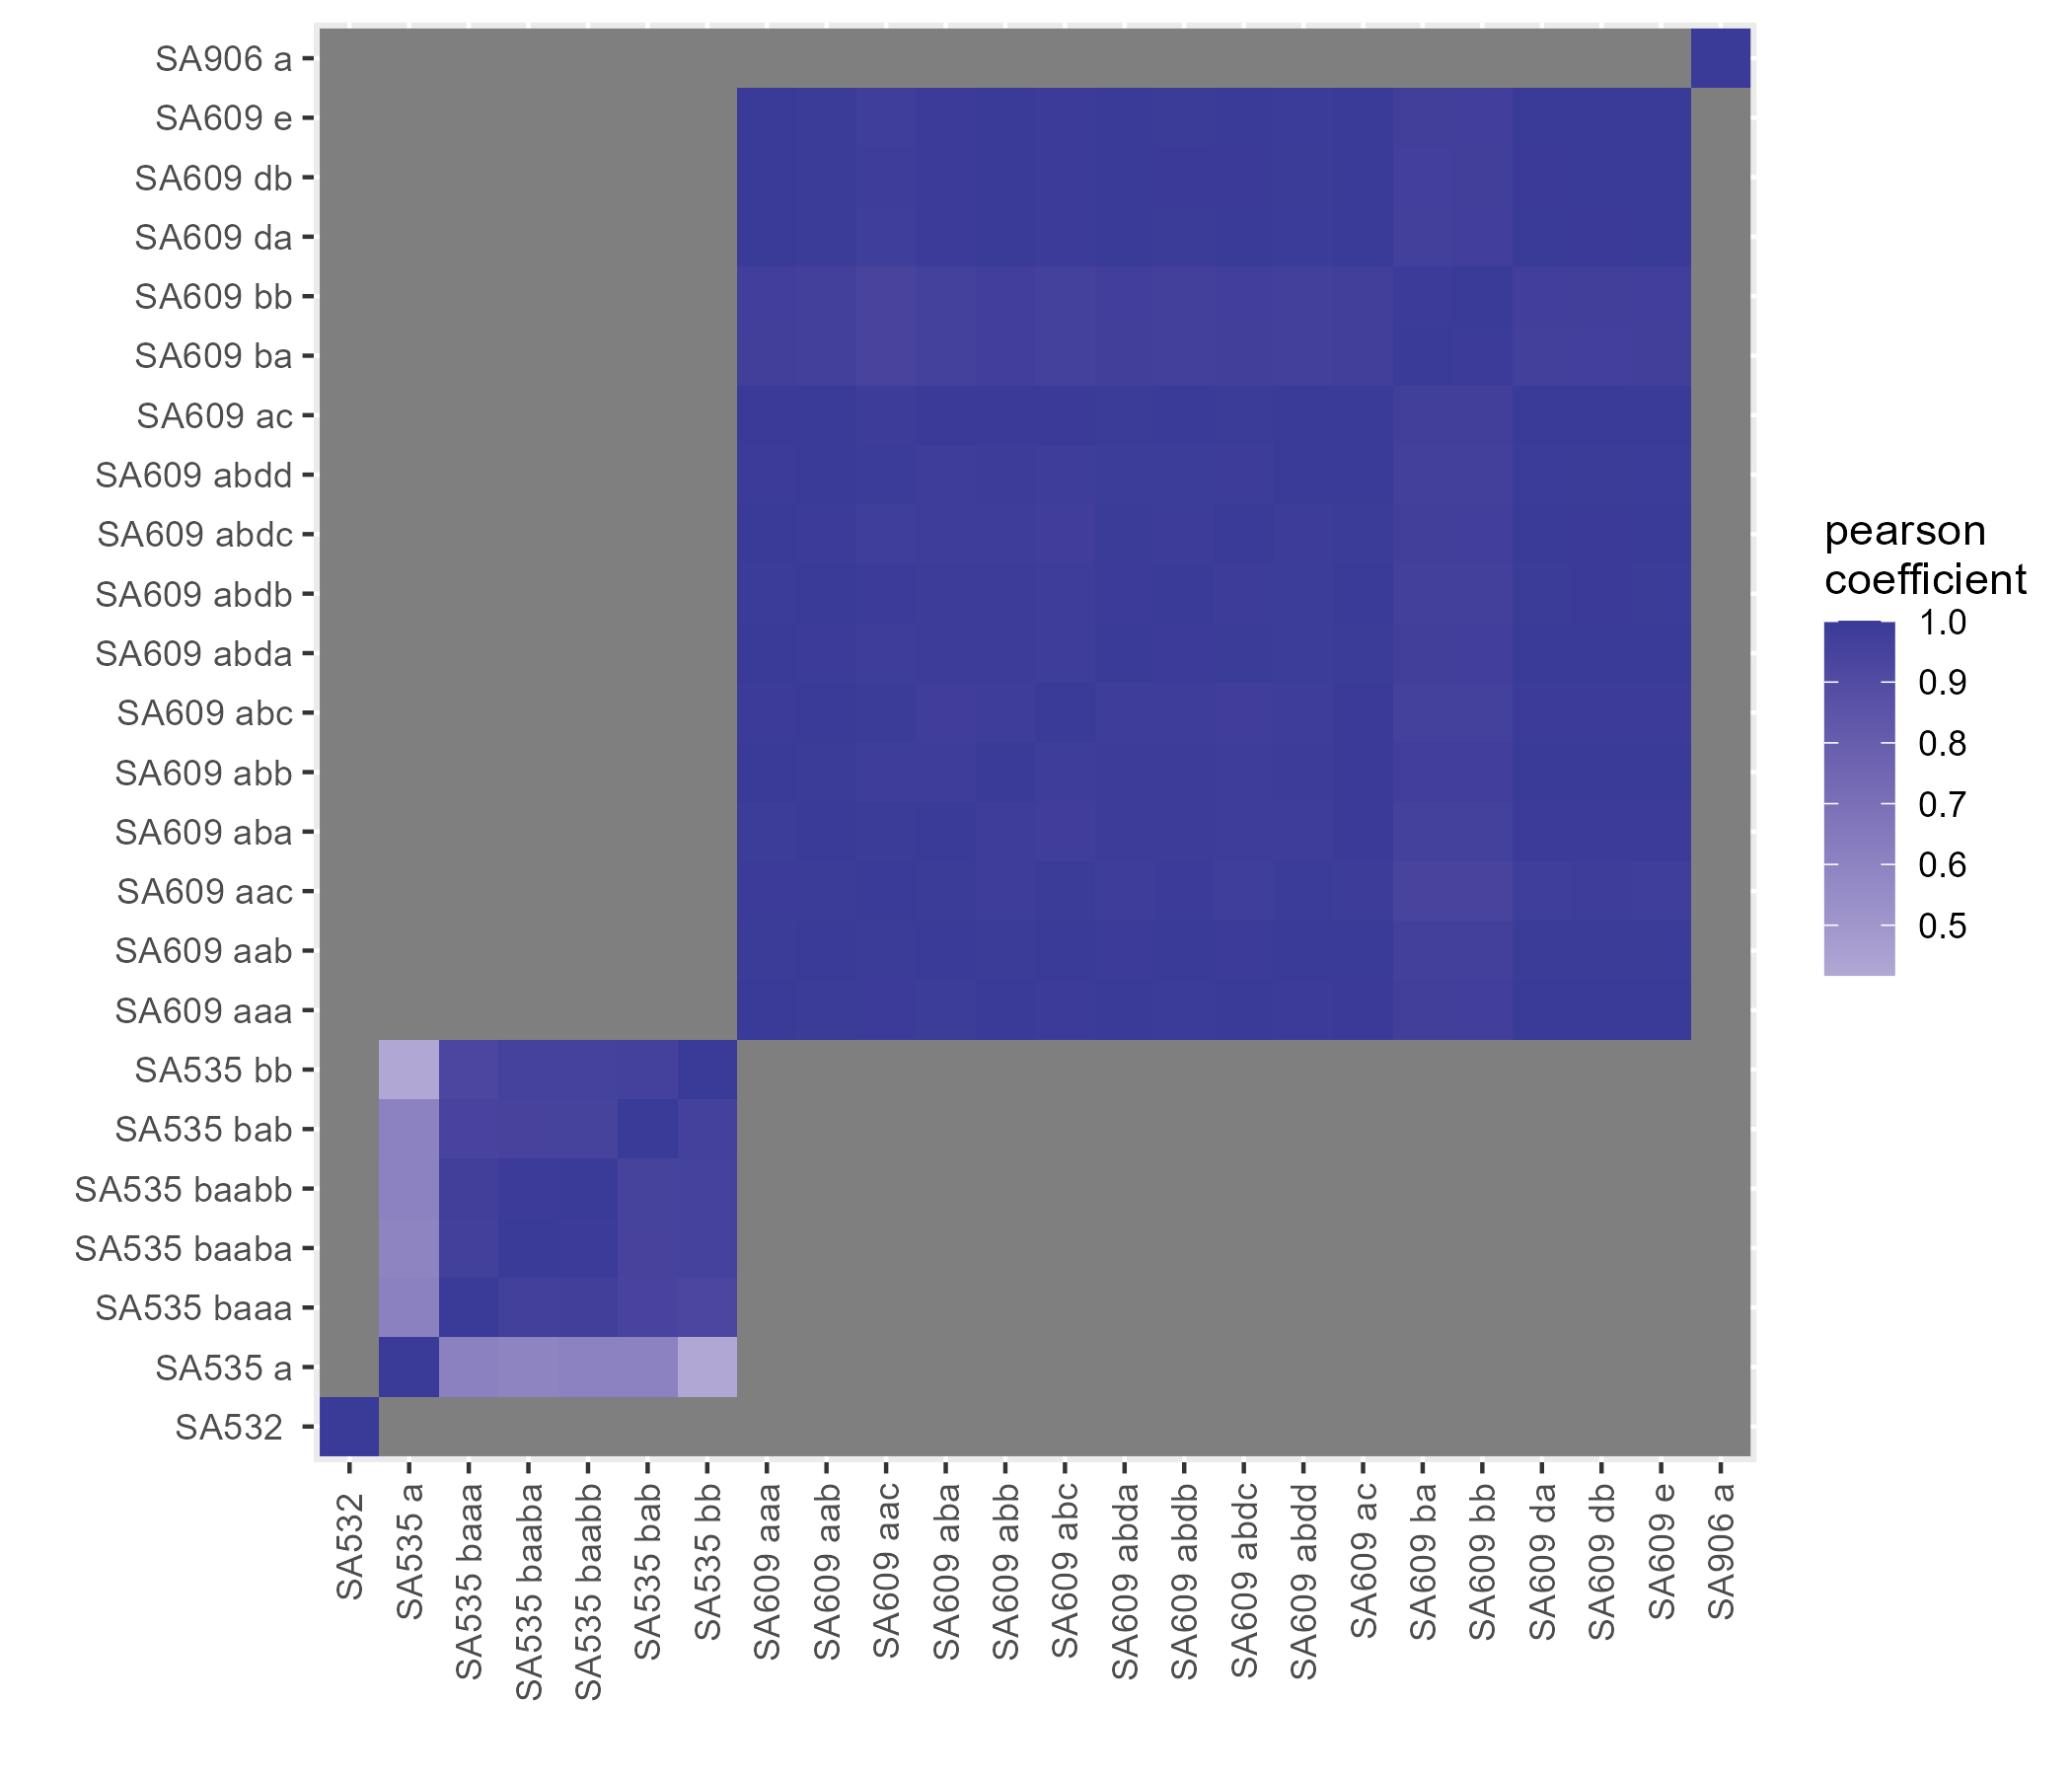 SA906 a
SA609 e
SA609 db
SA609 da
SA609 bb
SA609 ba
SA609 ac
SA609 abdd
SA609 abdc
SA609 abdb
SA609 abda
SA609 abc
SA609 abb
SA609 aba
SA609 aac
SA609 aab
SA609 aaa
SA535 bb
SA535 bab
SA535 baabb
SA535 baaba
SA535 baaa
SA535 a
SA532
SA532
SA535 a
SA535 baaa
SA535 baaba
SA535 baabb
SA535 bab
SA535 bb
SA609 aaa
SA609 aab
SA609 aac
SA609 aba
SA609 abb
SA609 abc
SA609 abda
SA609 abdb
SA609 abdc
SA609 abdd
SA609 ac
SA609 ba
SA609 bb
SA609 da
SA609 db
SA609 e
SA906 a
pearson
coefficient
1.0
0.9
0.8
0.7
0.6
0.5